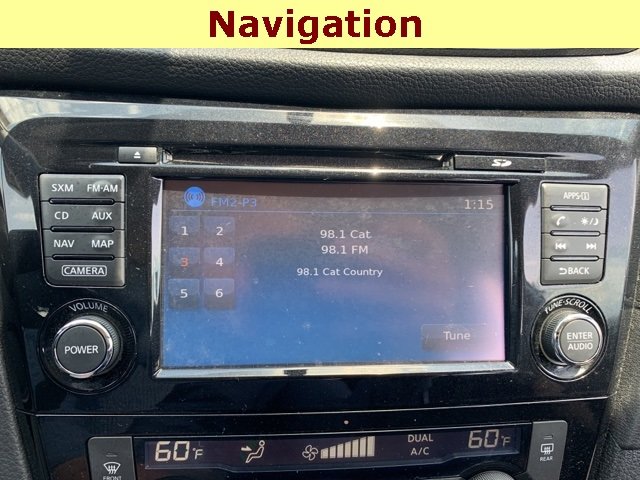 Navigation
SD
SXM FM·AM
CD AUX
NAV MAP
CAMERA
VOLUME
POWER
FM2-P3
1:15
1 2
3 4
5 6
98.1 Cat
98.1 FM
98.1 Cat Country
Tune
APPS·
BACK
TUNE·SCROLL
ENTER
AUDIO
FRONT
60°F
DUAL
A/C
60°F
REAR